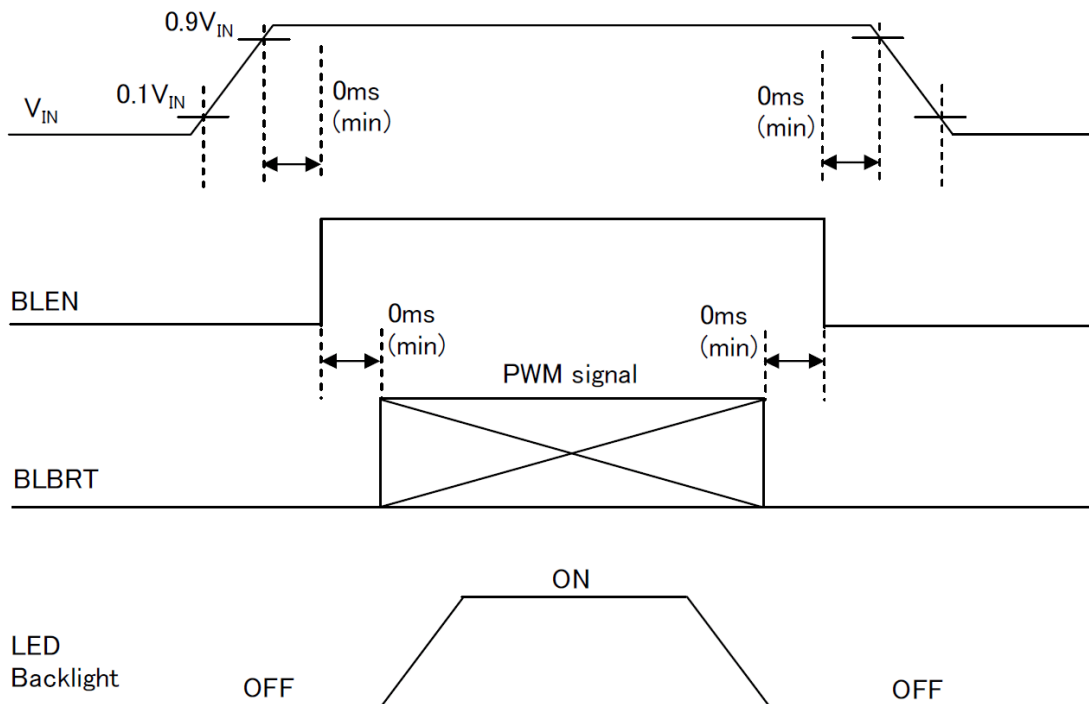 0.9VIN
0.1VIN
VIN
0ms
(min)
0ms
(min)
BLEN
0ms
(min)
0ms
(min)
PWM signal
BLBRT
ON
LED
Backlight
OFF
OFF